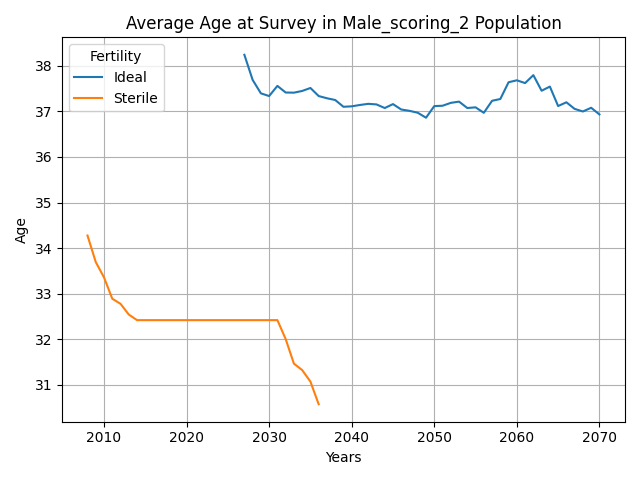 Average Age at Survey in Male_scoring_2 Population
Fertility
Ideal
Sterile
38
37
36
35
34
33
32
31
Age
2010 2020 2030 2040 2050 2060 2070
Years